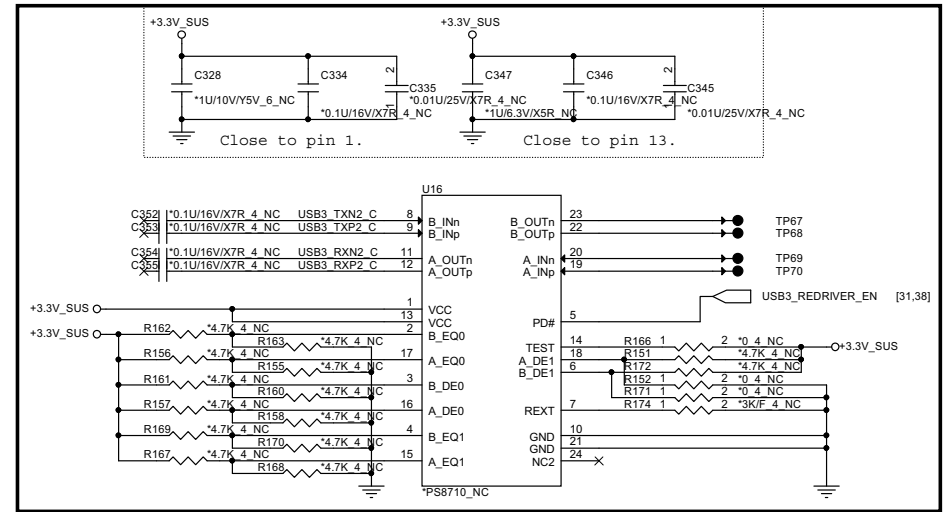 +3.3V_SUS +3.3V_SUS
C328 C334 C335 C347 C346 C345
2 2
1 1
*1U/10V/Y5V_6_NC *0.1U/16V/X7R_4_NC *0.01U/25V/X7R_4_NC *1U/6.3V/X5R_NC *0.1U/16V/X7R_4_NC *0.01U/25V/X7R_4_NC
Close to pin 1. Close to pin 13.
U16
C352 *0.1U/16V/X7R_4_NC USB3_TXN2_C 8 B_INn B_OUTn 23 TP67
C353 *0.1U/16V/X7R_4_NC USB3_TXP2_C 9 B_INp B_OUTp 22 TP68
C354 *0.1U/16V/X7R_4_NC USB3_RXN2_C 11 A_OUTn A_INn 20 TP69
C355 *0.1U/16V/X7R_4_NC USB3_RXP2_C 12 A_OUTp A_INp 19 TP70
+3.3V_SUS 1 VCC
13 VCC
PD# 5 USB3_REDRIVER_EN [31,38]
+3.3V_SUS R162 *4.7K_4_NC 2 B_EQ0
R163 *4.7K_4_NC
R156 *4.7K_4_NC 17 A_EQ0
R155 *4.7K_4_NC
R161 *4.7K_4_NC 3 B_DE0
R160 *4.7K_4_NC
R157 *4.7K_4_NC 16 A_DE0
R158 *4.7K_4_NC
R169 *4.7K_4_NC 4 B_EQ1
R170 *4.7K_4_NC
R167 *4.7K_4_NC 15 A_EQ1
R168 *4.7K_4_NC
TEST 14 R166 1 2 *0_4_NC +3.3V_SUS
A_DE1 18 R151 *4.7K_4_NC
B_DE1 6 R172 *4.7K_4_NC
R152 1 2 *0_4_NC
R171 1 2 *0_4_NC
REXT 7 R174 1 2 *3K/F_4_NC
GND 10
GND 21
NC2 24
*PS8710_NC